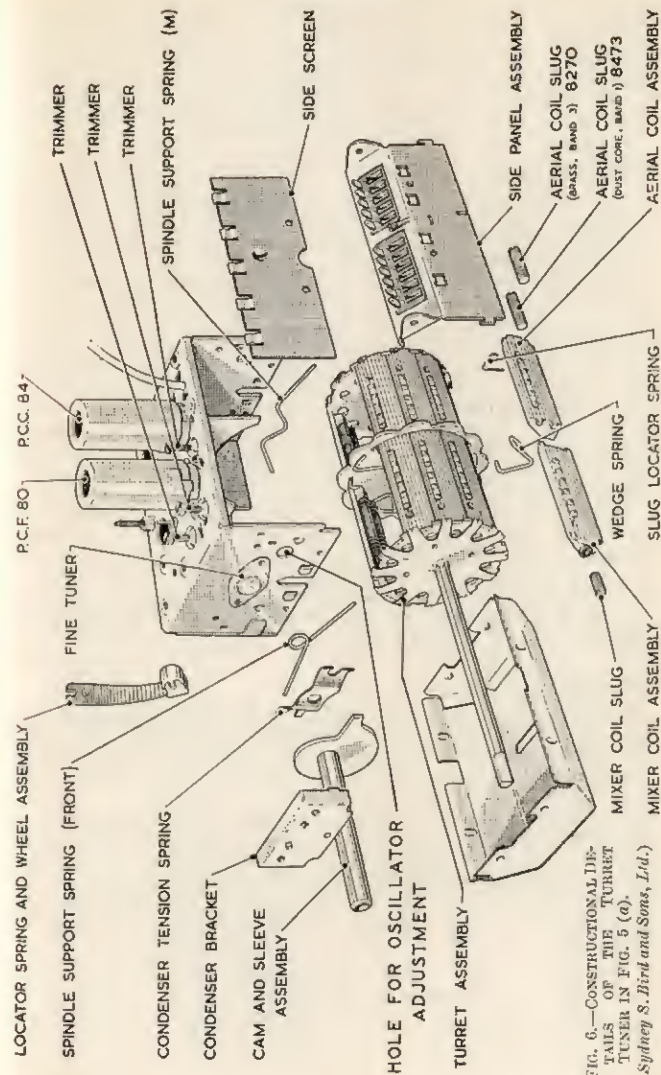 LOCATOR SPRING AND WHEEL ASSEMBLY
SPINDLE SUPPORT SPRING (FRONT)
CONDENSER TENSION SPRING
CONDENSER BRACKET
CAM AND SLEEVE
ASSEMBLY
HOLE FOR OSCILLATOR
ADJUSTMENT
TURRET ASSEMBLY
FINE TUNER
P.C.F. 80
P.C.C. 84
TRIMMER
TRIMMER
TRIMMER
SPINDLE SUPPORT SPRING (M)
SIDE SCREEN
SIDE PANEL ASSEMBLY
AERIAL COIL SLUG
(BRASS, BAND 3) 8270
AERIAL COIL SLUG
(DUST CORE, BAND 1) 8473
AERIAL COIL ASSEMBLY
SLUG LOCATOR SPRING
WEDGE SPRING
MIXER COIL SLUG
MIXER COIL ASSEMBLY
FIG. 6.—CONSTRUCTIONAL DE-
TAILS OF THE TURRET
TUNER IN FIG. 5 (a).
Sydney S. Bird and Sons, Ltd.)